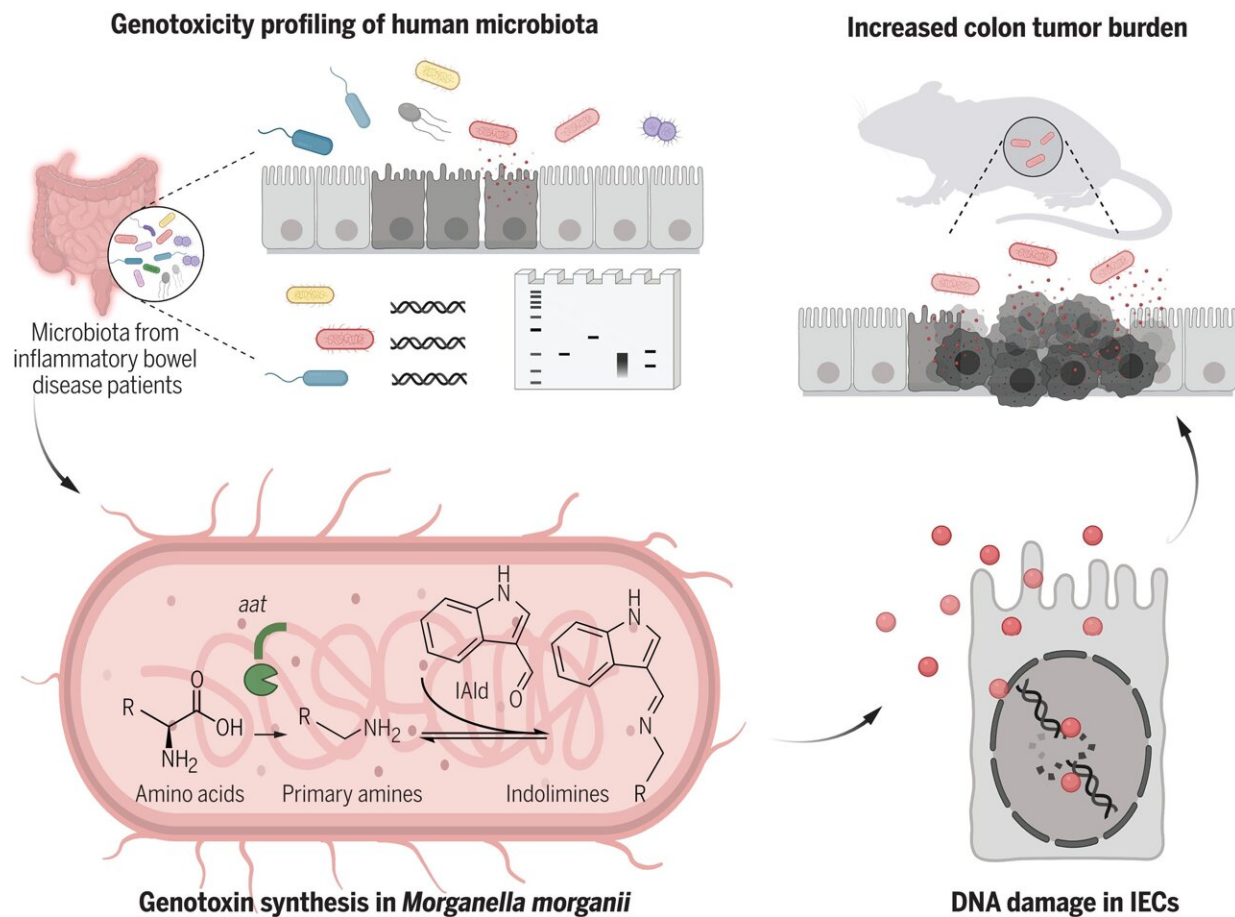 Genotoxicity profiling of human microbiota
Increased colon tumor burden
Microbiota from
inflammatory bowel
disease patients
aat
H
N
H
N
O
IAld
N
R
R
O
OH
NH2
R
NH2
Amino acids
Primary amines
Indolimines
Genotoxin synthesis in Morganella morganii
DNA damage in IECs